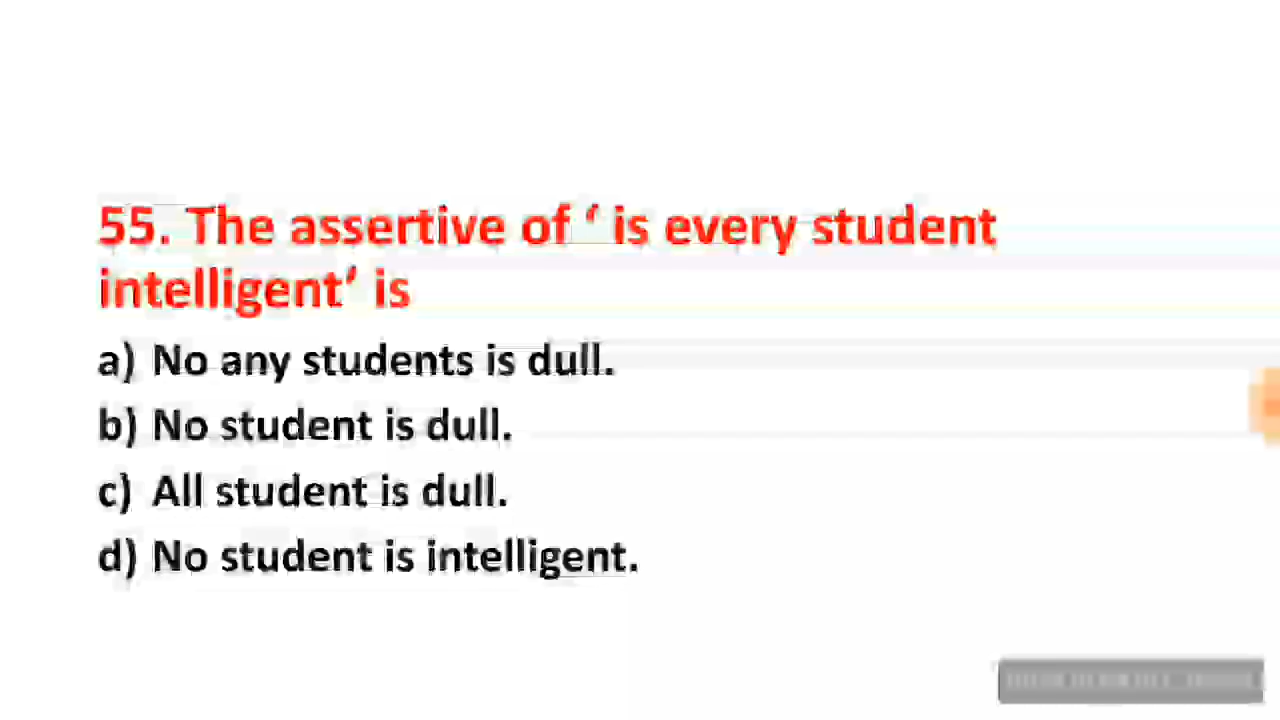 55. The assertive of ‘ is every student
intelligent’ is
a) No any students is dull.
b) No student is dull.
c) All student is dull.
d) No student is intelligent.